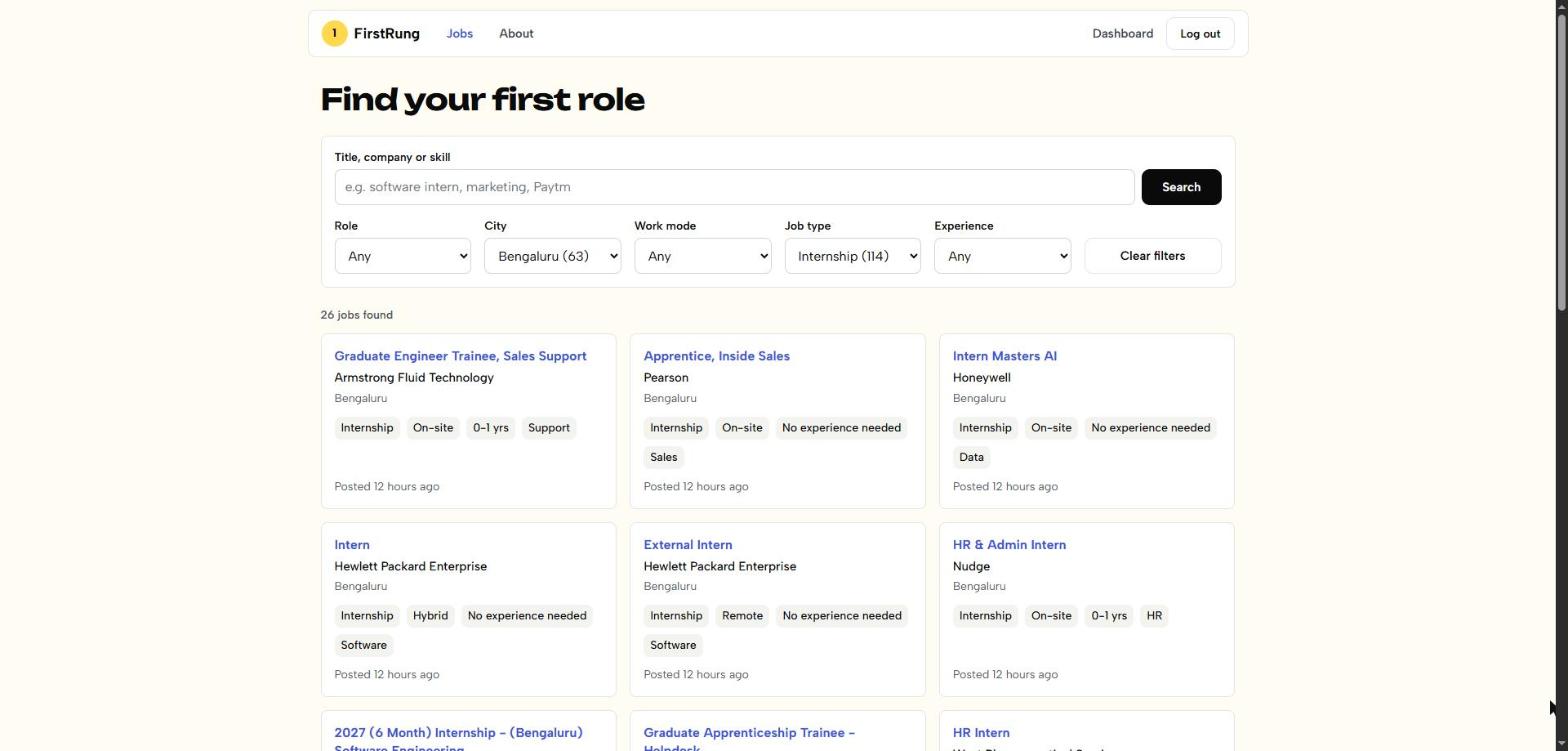 1 FirstRung Jobs About Dashboard Log out
Find your first role
Title, company or skill
e.g. software intern, marketing, Paytm Search
Role City Work mode Job type Experience
Any Bengaluru (63) Any Internship (114) Any Clear filters
26 jobs found
Graduate Engineer Trainee, Sales Support
Armstrong Fluid Technology
Bengaluru
Internship On-site 0-1 yrs Support
Posted 12 hours ago
Apprentice, Inside Sales
Pearson
Bengaluru
Internship On-site No experience needed
Sales
Posted 12 hours ago
Intern Masters AI
Honeywell
Bengaluru
Internship On-site No experience needed
Data
Posted 12 hours ago
Intern
Hewlett Packard Enterprise
Bengaluru
Internship Hybrid No experience needed
Software
Posted 12 hours ago
External Intern
Hewlett Packard Enterprise
Bengaluru
Internship Remote No experience needed
Software
Posted 12 hours ago
HR & Admin Intern
Nudge
Bengaluru
Internship On-site 0-1 yrs HR
Posted 12 hours ago
2027 (6 Month) Internship - (Bengaluru)
Software Engineering
Graduate Apprenticeship Trainee -
Helpdesk
HR Intern